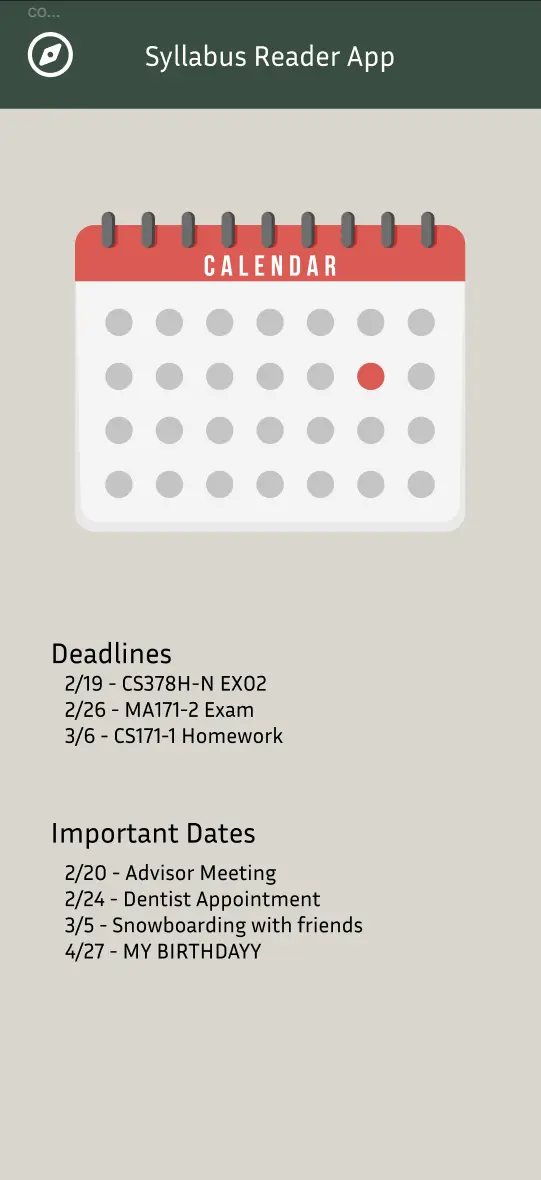 CO...
Syllabus Reader App
CALENDAR
Deadlines
2/19 - CS378H-N EX02
2/26 - MA171-2 Exam
3/6 - CS171-1 Homework
Important Dates
2/20 - Advisor Meeting
2/24 - Dentist Appointment
3/5 - Snowboarding with friends
4/27 - MY BIRTHDAYY